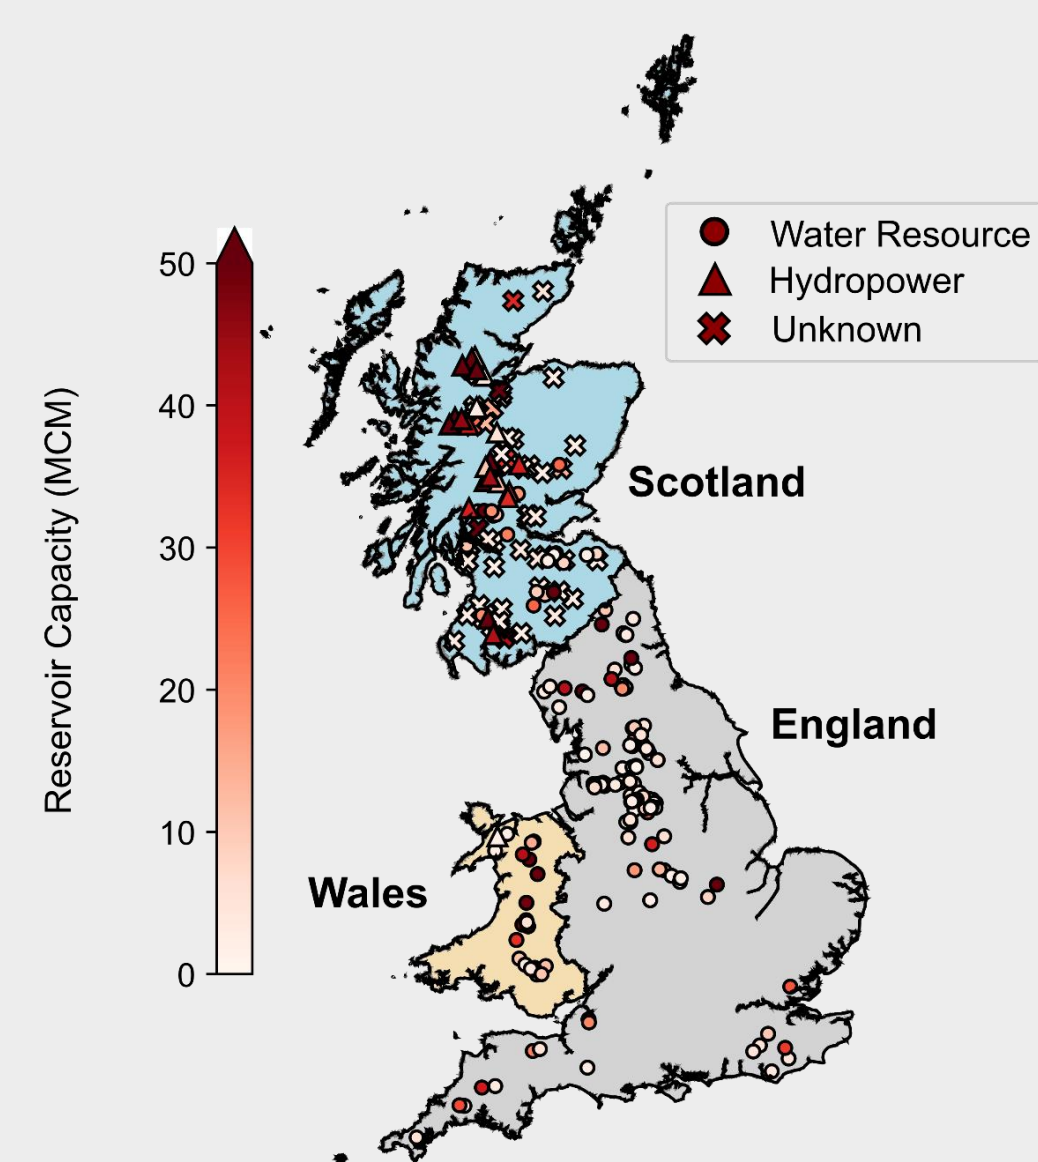 Water Resource
Hydropower
Unknown
50
40
30
20
10
0
Reservoir Capacity (MCM)
Scotland
England
Wales